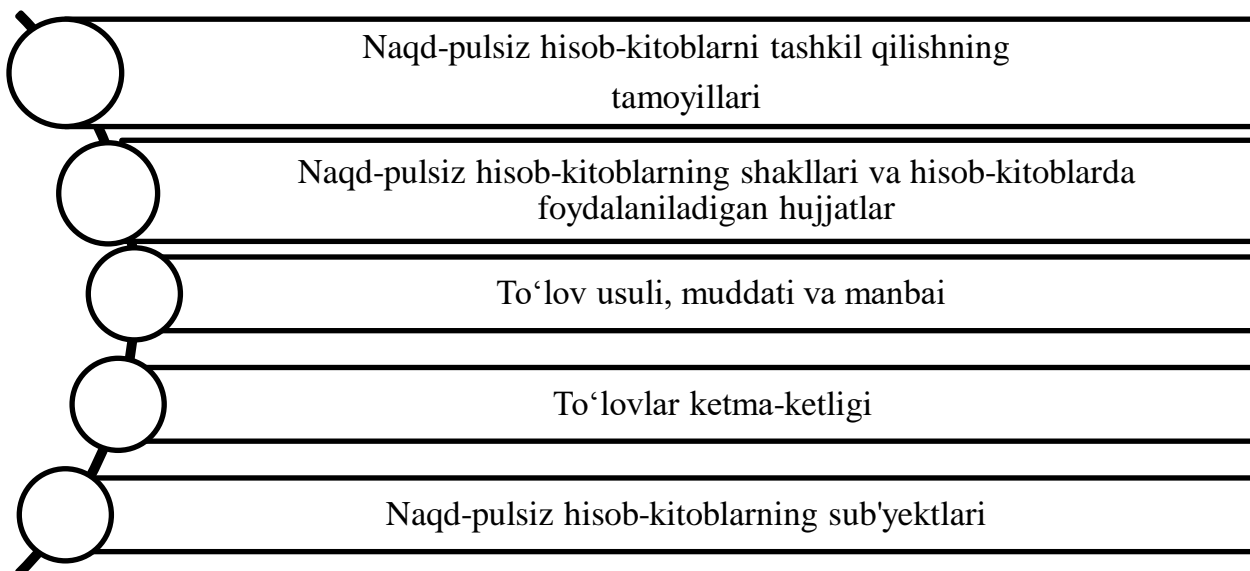 Naqd-pulsiz hisob-kitoblarni tashkil qilishning
tamoyillari
Naqd-pulsiz hisob-kitoblarning shakllari va hisob-kitoblarda
foydalaniladigan hujjatlar
To‘lov usuli, muddati va manbai
To‘lovlar ketma-ketligi
Naqd-pulsiz hisob-kitoblarning sub'yektlari